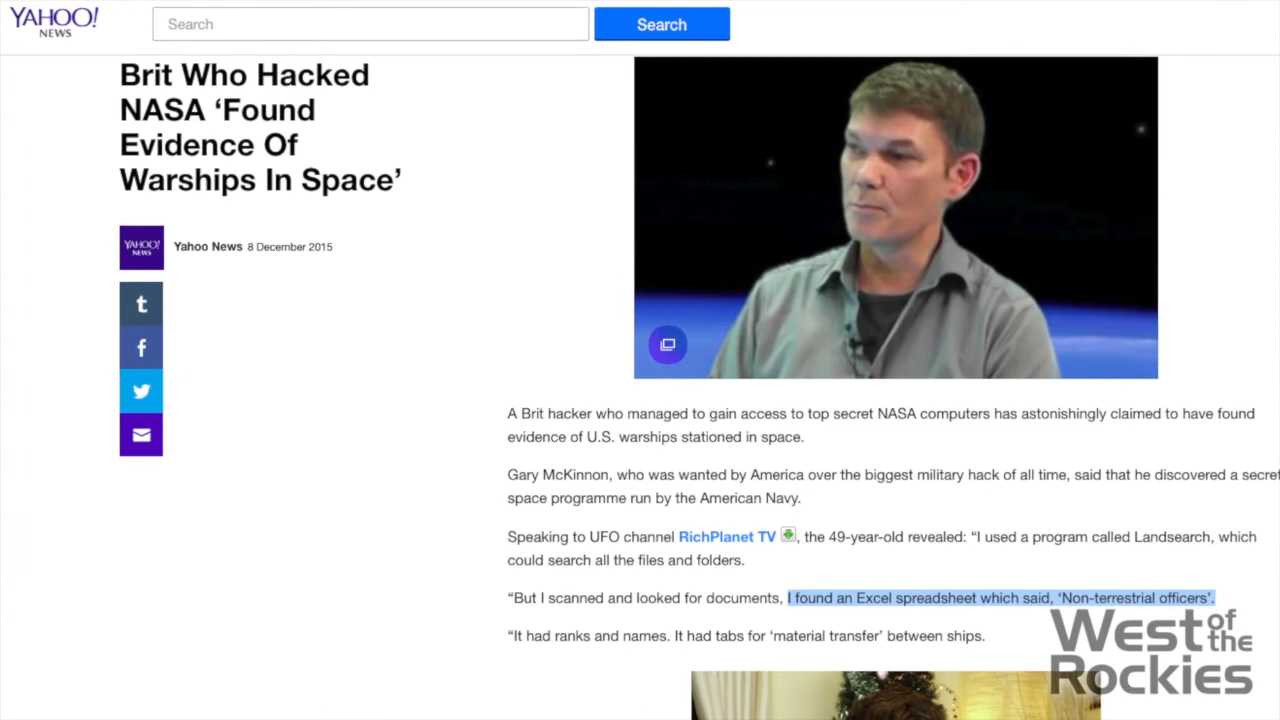 YAHOO!
NEWS
Search
Search
Brit Who Hacked
NASA ‘Found
Evidence Of
Warships In Space’
YAHOO!
NEWS
Yahoo News 8 December 2015
t
f
A Brit hacker who managed to gain access to top secret NASA computers has astonishingly claimed to have found
evidence of U.S. warships stationed in space.
Gary McKinnon, who was wanted by America over the biggest military hack of all time, said that he discovered a secret
space programme run by the American Navy.
Speaking to UFO channel RichPlanet TV , the 49-year-old revealed: “I used a program called Landsearch, which
could search all the files and folders.
“But I scanned and looked for documents, I found an Excel spreadsheet which said, ‘Non-terrestrial officers’.
“It had ranks and names. It had tabs for ‘material transfer’ between ships.
West of the
Rockies